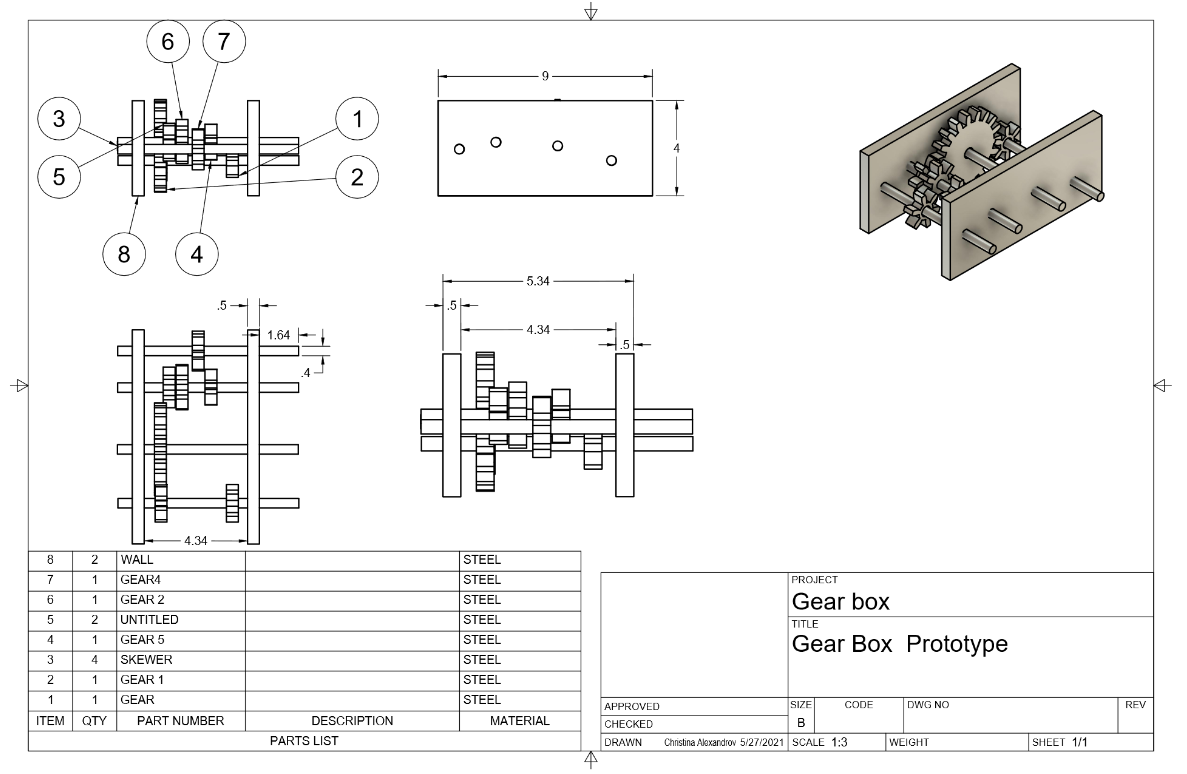 6 7
3 1
5 2
8 4
9
4
.5
1.64
.4
4.34
5.34
.5
4.34
.5
8 2 WALL STEEL
7 1 GEAR4 STEEL
6 1 GEAR 2 STEEL
5 2 UNTITLED STEEL
4 1 GEAR 5 STEEL
3 4 SKEWER STEEL
2 1 GEAR 1 STEEL
1 1 GEAR STEEL
ITEM QTY PART NUMBER DESCRIPTION MATERIAL
PARTS LIST
PROJECT
Gear box
TITLE
Gear Box Prototype
APPROVED
CHECKED
DRAWN Christina Alexandrov 5/27/2021
SIZE CODE DWG NO REV
B
SCALE 1:3 WEIGHT SHEET 1/1